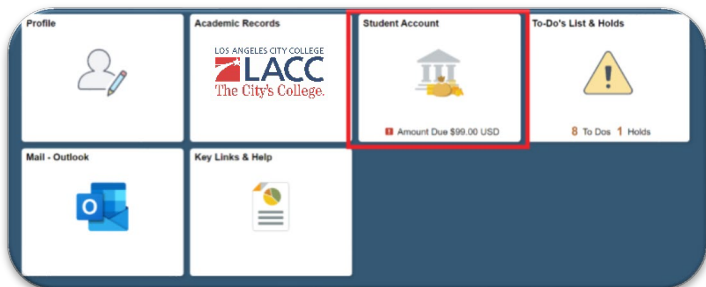 Profile
Academic Records
Student Account
To-Do's List & Holds
LOS ANGELES CITY COLLEGE
LACC
The City's College.
Amount Due $99.00 USD
8 To Dos 1 Holds
Mail - Outlook
Key Links & Help
O